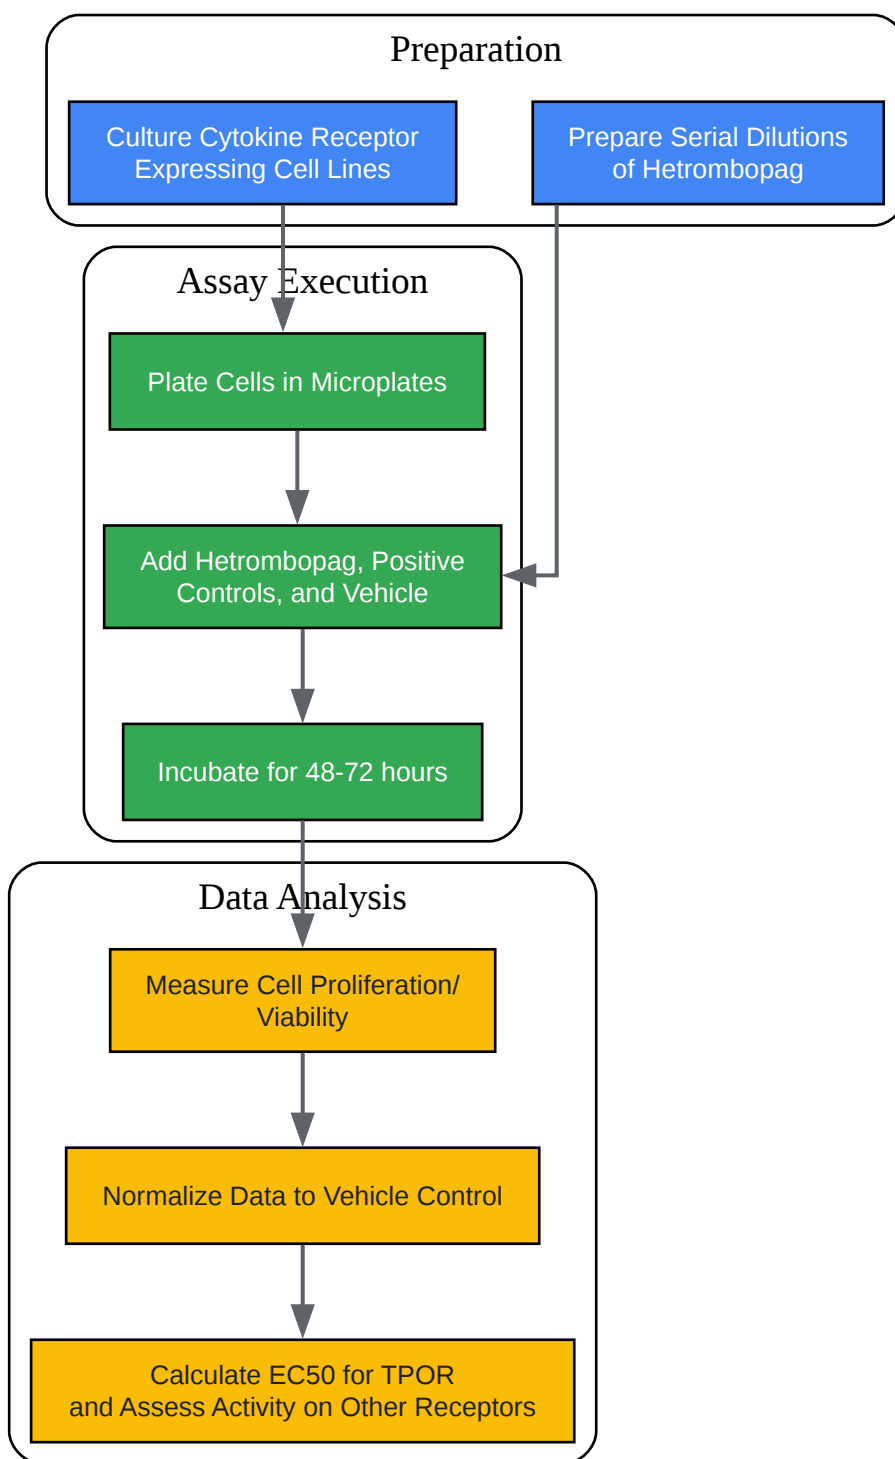 Preparation
Culture Cytokine Receptor
Expressing Cell Lines
Prepare Serial Dilutions
of Hetrombopag
Assay Execution
Plate Cells in Microplates
Add Hetrombopag, Positive
Controls, and Vehicle
Incubate for 48-72 hours
Data Analysis
Measure Cell Proliferation/
Viability
Normalize Data to Vehicle Control
Calculate EC50 for TPOR
and Assess Activity on Other Receptors